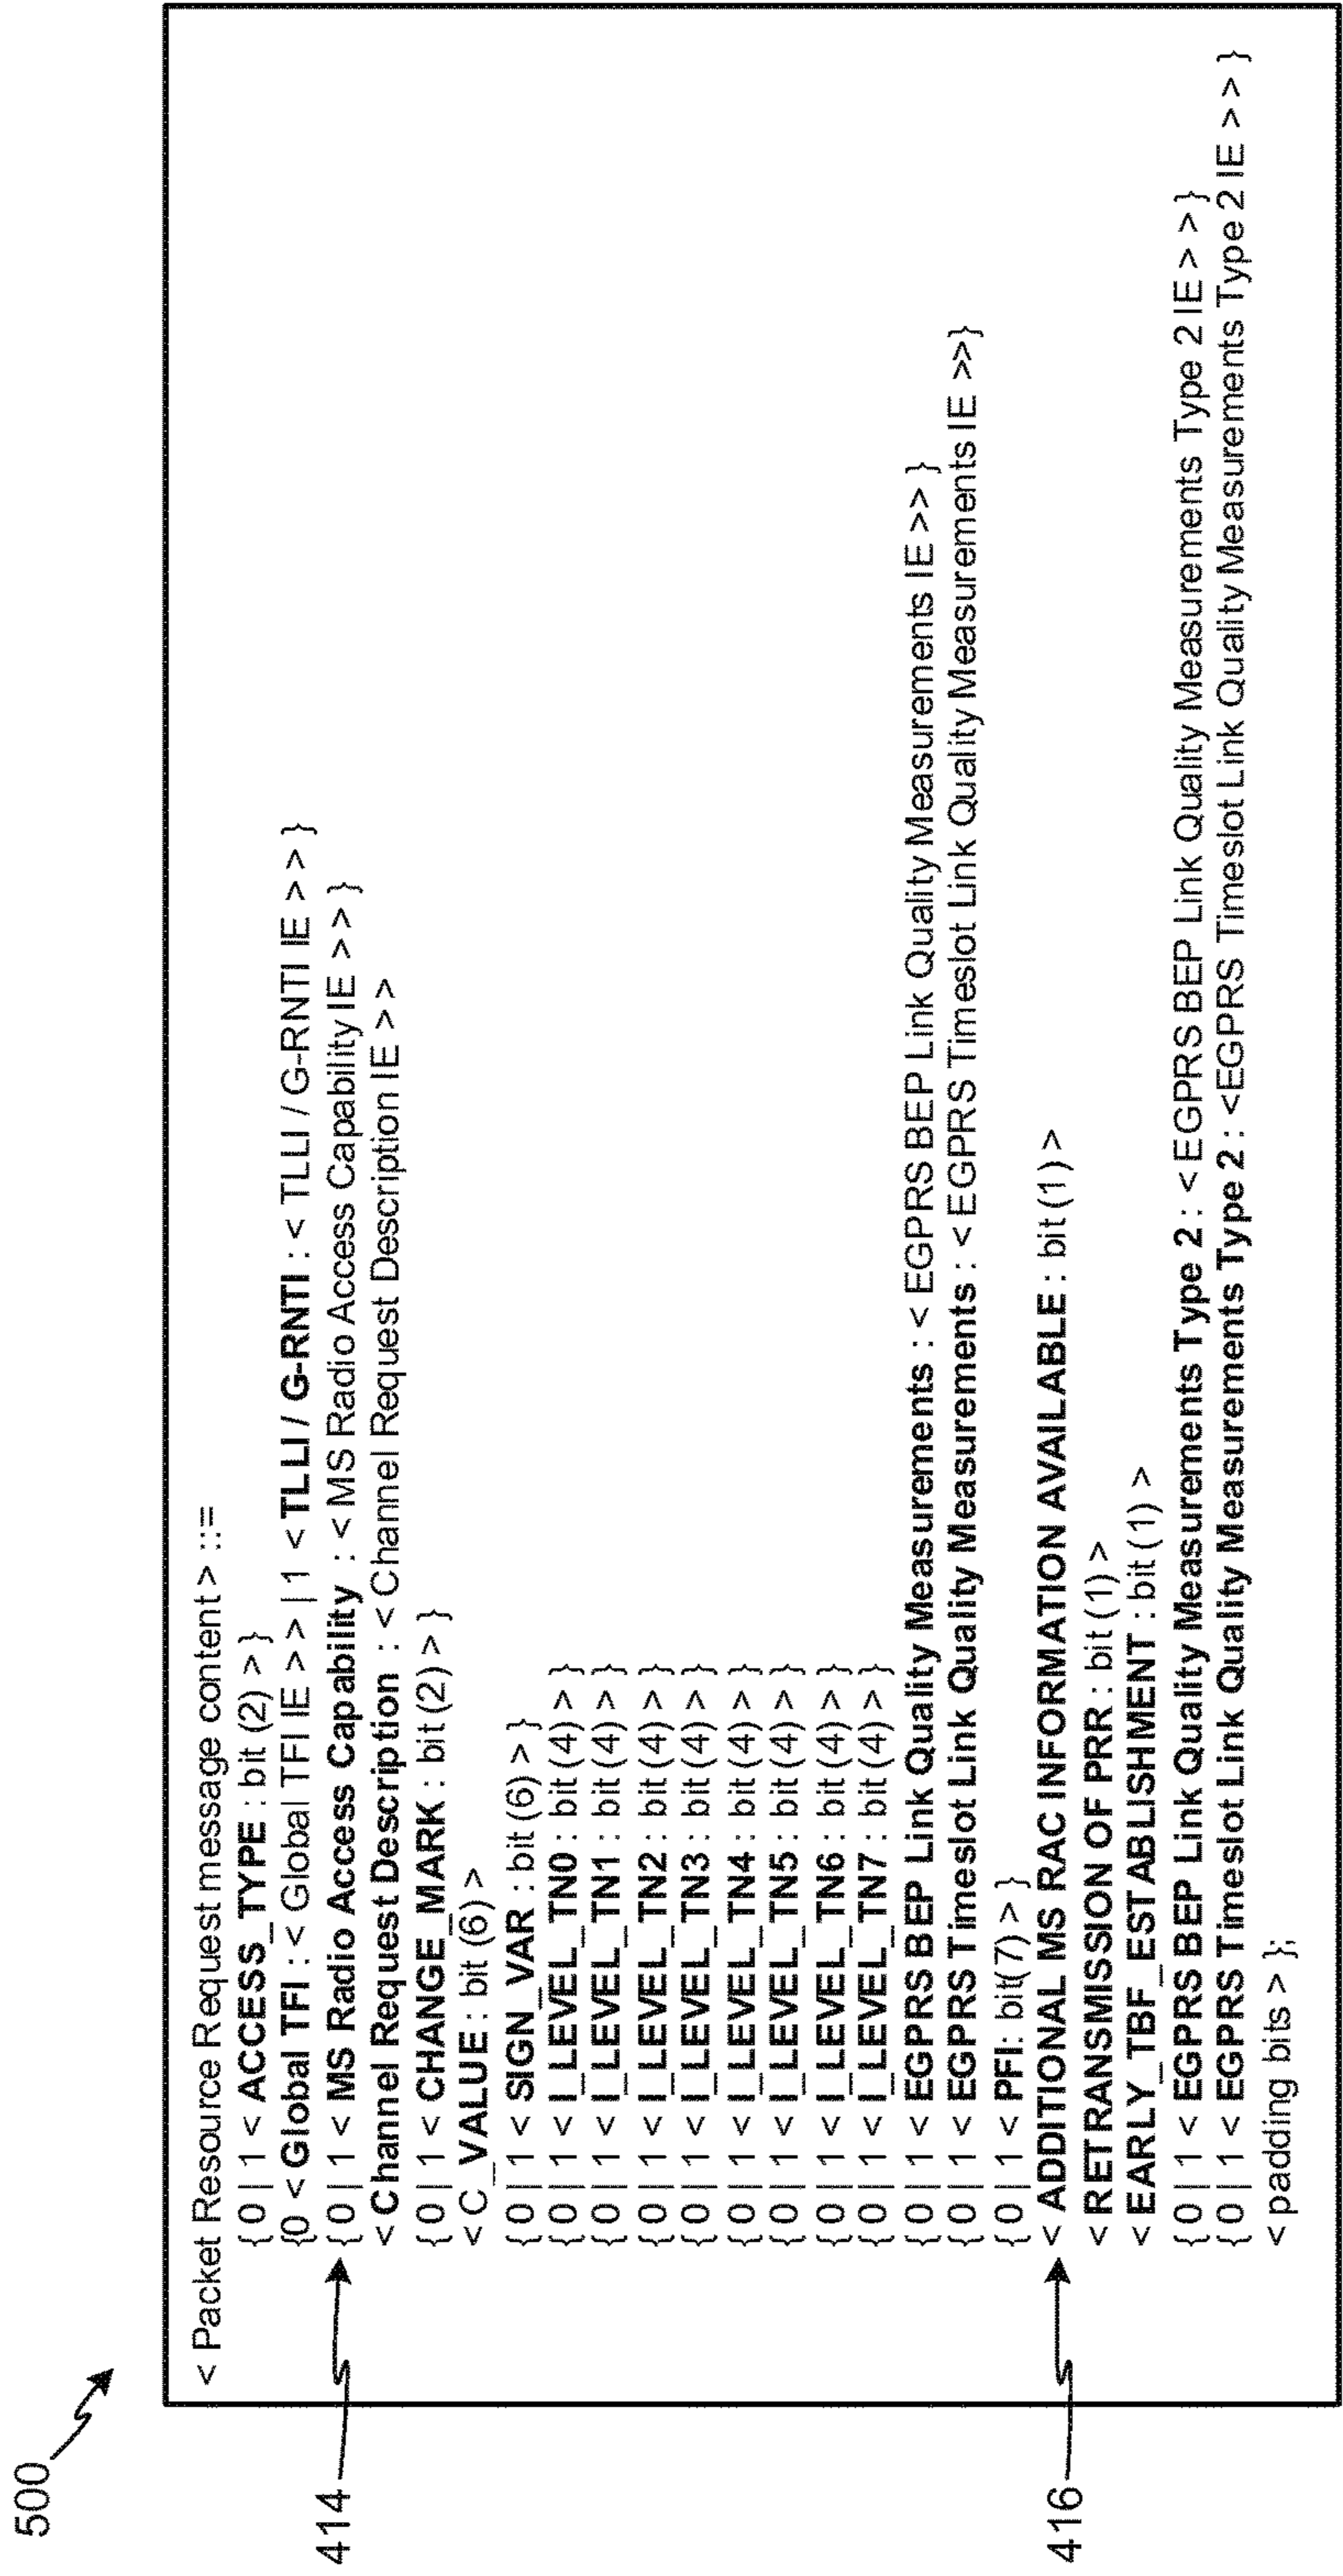 500
< Packet Resource Request message content > ::=
{ 0 | 1 < ACCESS_TYPE : bit (2) > }
{0 < Global TFI : < Global TFI IE > > | 1 < TLLI / G-RNTI : < TLLI / G-RNTI IE > > }
414
{ 0 | 1 < MS Radio Access Capability : < MS Radio Access Capability IE > > }
< Channel Request Description : < Channel Request Description IE > >
{ 0 | 1 < CHANGE_MARK : bit (2) > }
< C_VALUE : bit (6) >
{ 0 | 1 < SIGN_VAR : bit (6) > }
{ 0 | 1 < I_LEVEL_TN0 : bit (4) > }
{ 0 | 1 < I_LEVEL_TN1 : bit (4) > }
{ 0 | 1 < I_LEVEL_TN2 : bit (4) > }
{ 0 | 1 < I_LEVEL_TN3 : bit (4) > }
{ 0 | 1 < I_LEVEL_TN4 : bit (4) > }
{ 0 | 1 < I_LEVEL_TN5 : bit (4) > }
{ 0 | 1 < I_LEVEL_TN6 : bit (4) > }
{ 0 | 1 < I_LEVEL_TN7 : bit (4) > }
{ 0 | 1 < EGPRS BEP Link Quality Measurements : < EGPRS BEP Link Quality Measurements IE >> }
{ 0 | 1 < EGPRS Timeslot Link Quality Measurements : < EGPRS Timeslot Link Quality Measurements IE >>}
{ 0 | 1 < PFI: bit(7) > }
416
< ADDITIONAL MS RAC INFORMATION AVAILABLE : bit (1) >
< RETRANSMISSION OF PRR : bit (1) >
< EARLY_TBF_ESTABLISHMENT : bit (1) >
{ 0 | 1 < EGPRS BEP Link Quality Measurements Type 2 : < EGPRS BEP Link Quality Measurements Type 2 IE > > }
{ 0 | 1 < EGPRS Timeslot Link Quality Measurements Type 2 : <EGPRS Timeslot Link Quality Measurements Type 2 IE > > }
< padding bits > };